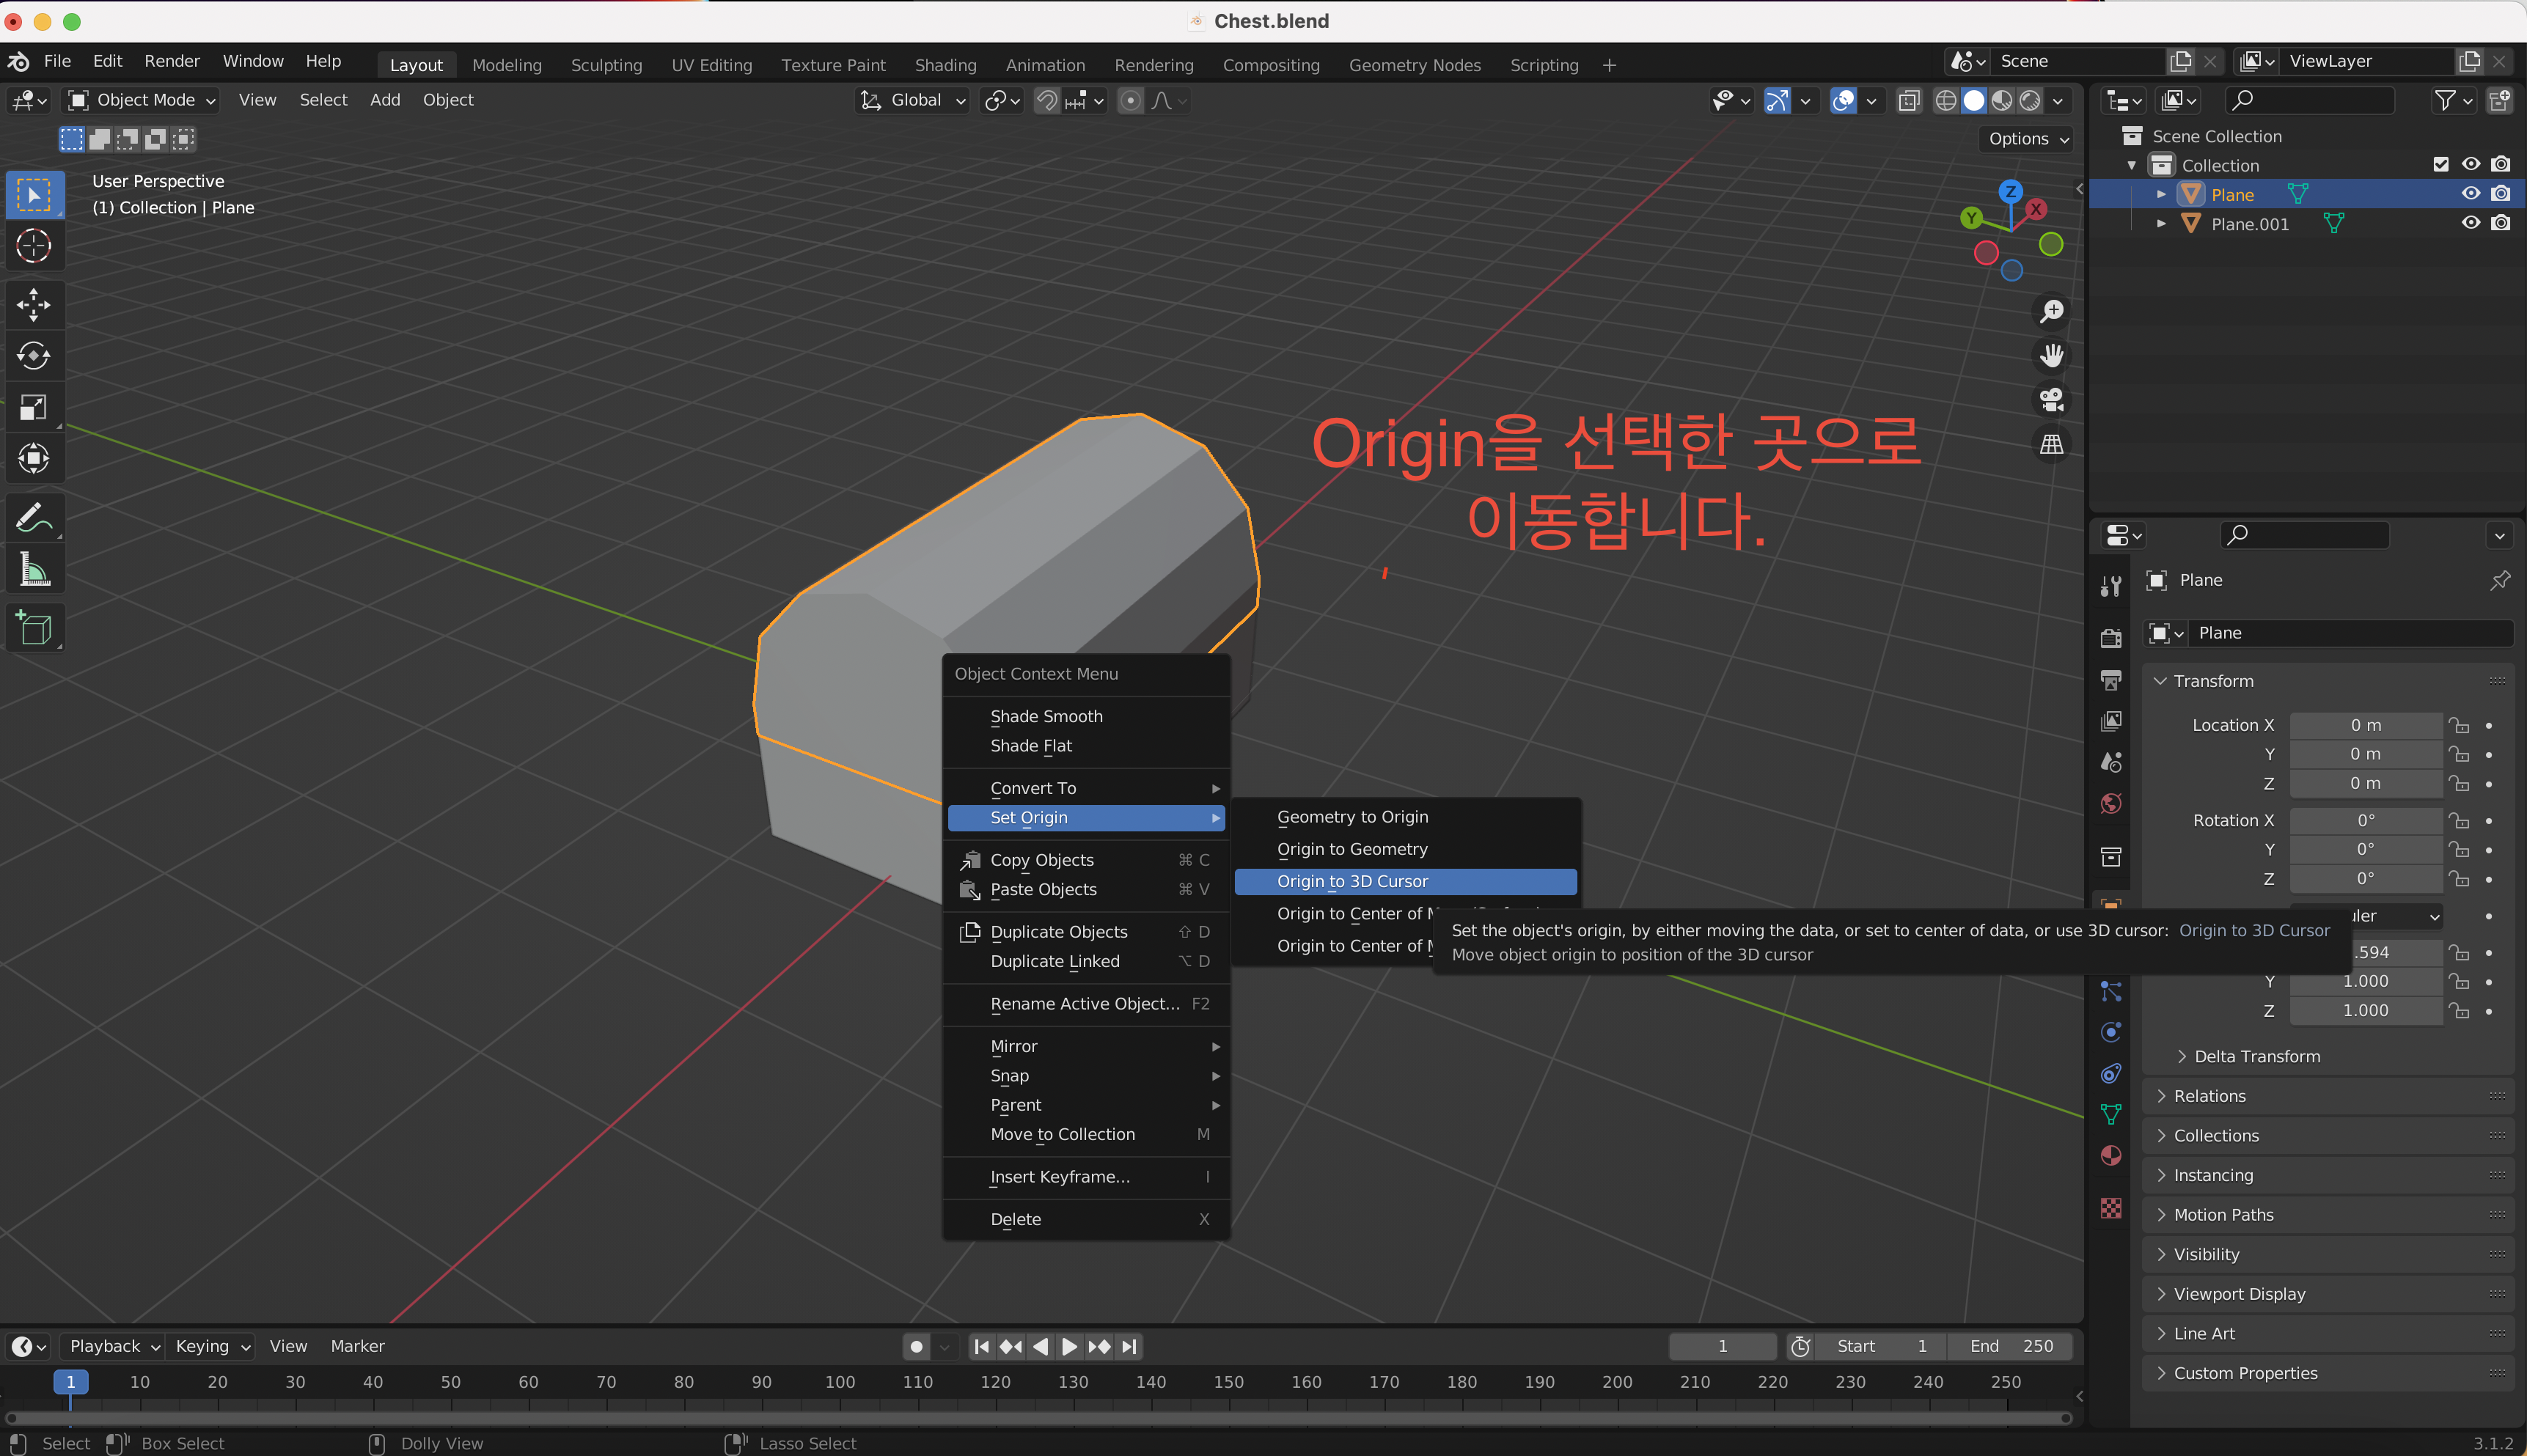 Chest.blend
File Edit Render Window Help Layout Modeling Sculpting UV Editing Texture Paint Shading Animation Rendering Compositing Geometry Nodes Scripting + Scene ViewLayer
Object Mode View Select Add Object Global
Options
User Perspective
(1) Collection | Plane
Z
X
Y
Origin을 선택한 곳으로
이동합니다.
Object Context Menu
Shade Smooth
Shade Flat
Convert To
Set Origin
Copy Objects ⌘ C
Paste Objects ⌘ V
Duplicate Objects ⇧ D
Duplicate Linked ⌥ D
Rename Active Object... F2
Mirror
Snap
Parent
Move to Collection M
Insert Keyframe... I
Delete X
Geometry to Origin
Origin to Geometry
Origin to 3D Cursor
Origin to Center of
Origin to Center of
Set the object's origin, by either moving the data, or set to center of data, or use 3D cursor: Origin to 3D Cursor
Move object origin to position of the 3D cursor
Scene Collection
Collection
Plane
Plane.001
Plane
Plane
Transform
Location X 0 m
Y 0 m
Z 0 m
Rotation X 0°
Y 0°
Z 0°
.594
Y 1.000
Z 1.000
Delta Transform
Relations
Collections
Instancing
Motion Paths
Visibility
Viewport Display
Line Art
Custom Properties
Playback Keying View Marker 1 Start 1 End 250
1 10 20 30 40 50 60 70 80 90 100 110 120 130 140 150 160 170 180 190 200 210 220 230 240 250
Select Box Select Dolly View Lasso Select 3.1.2